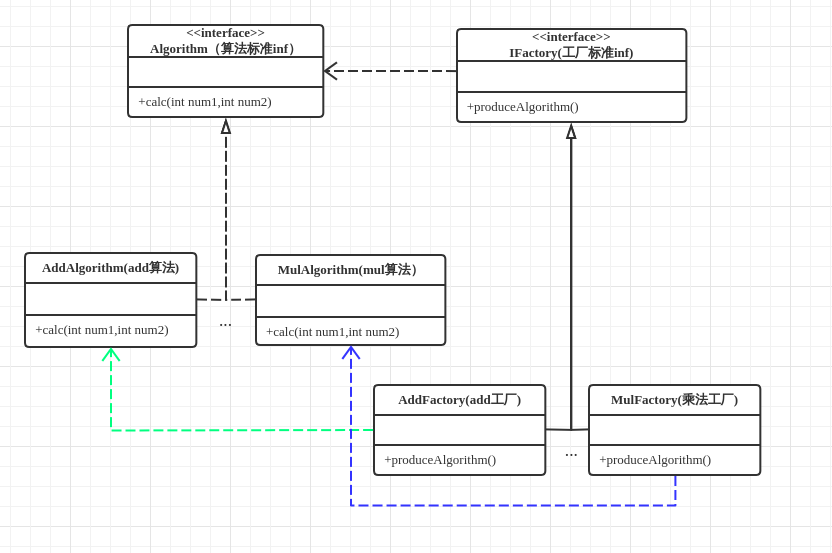 <<interface>>
Algorithm（算法标准inf）
+calc(int num1,int num2)
<<interface>>
IFactory(工厂标准inf)
+produceAlgorithm()
AddAlgorithm(add算法)
+calc(int num1,int num2)
MulAlgorithm(mul算法）
+calc(int num1,int num2)
...
AddFactory(add工厂)
+produceAlgorithm()
MulFactory(乘法工厂)
+produceAlgorithm()
...